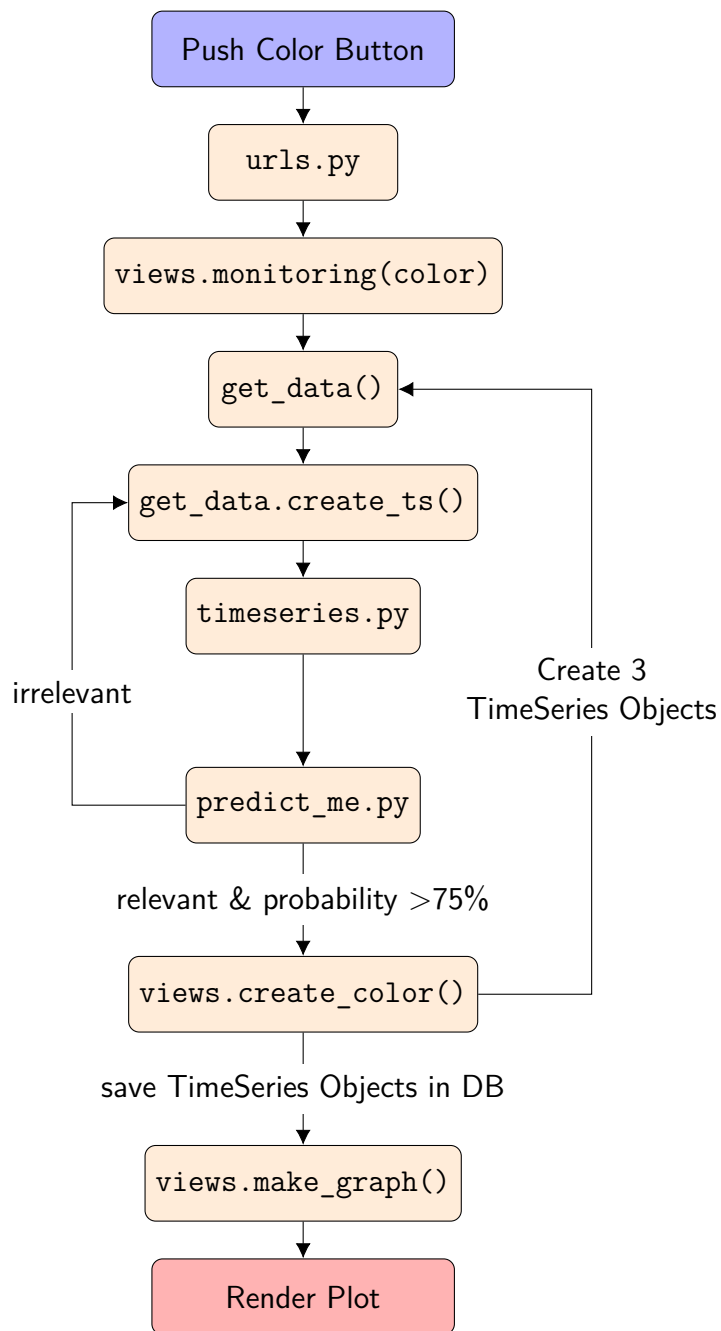 Push Color Button
urls.py
views.monitoring(color)
get_data()
get_data.create_ts()
timeseries.py
irrelevant
Create 3
TimeSeries Objects
predict_me.py
relevant & probability >75%
views.create_color()
save TimeSeries Objects in DB
views.make_graph()
Render Plot